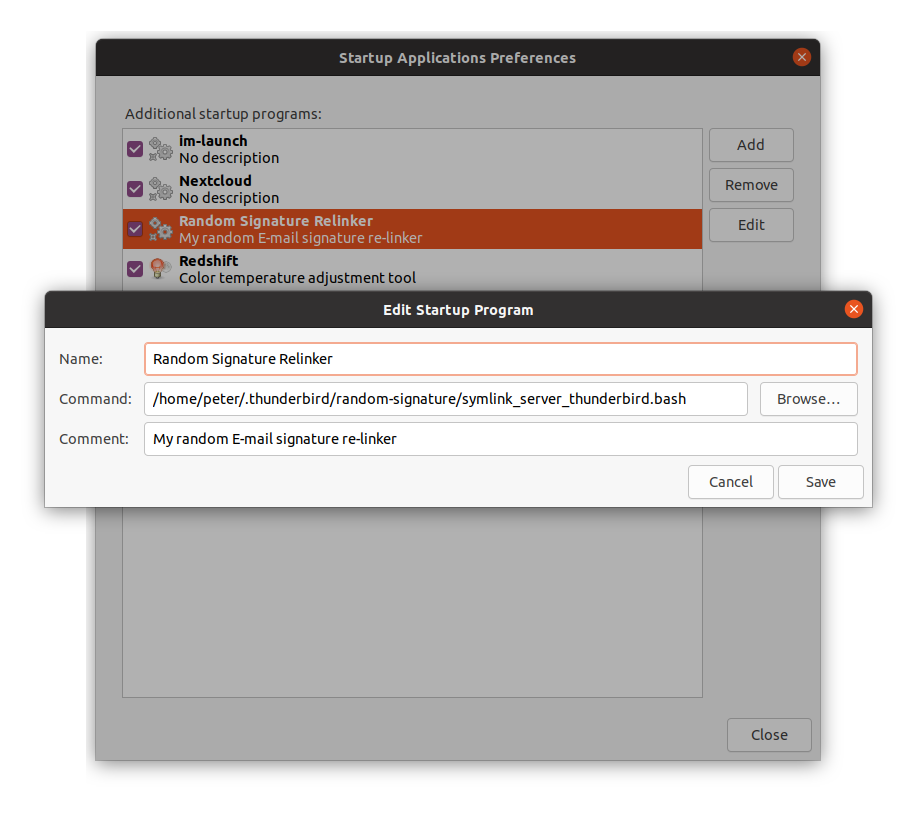 Startup Applications Preferences
Additional startup programs:
im-launch
No description
Add
Nextcloud
No description
Remove
Random Signature Relinker
My random E-mail signature re-linker
Edit
Redshift
Color temperature adjustment tool
Edit Startup Program
Name: Random Signature Relinker
Command: /home/peter/.thunderbird/random-signature/symlink_server_thunderbird.bash Browse...
Comment: My random E-mail signature re-linker
Cancel Save
Close